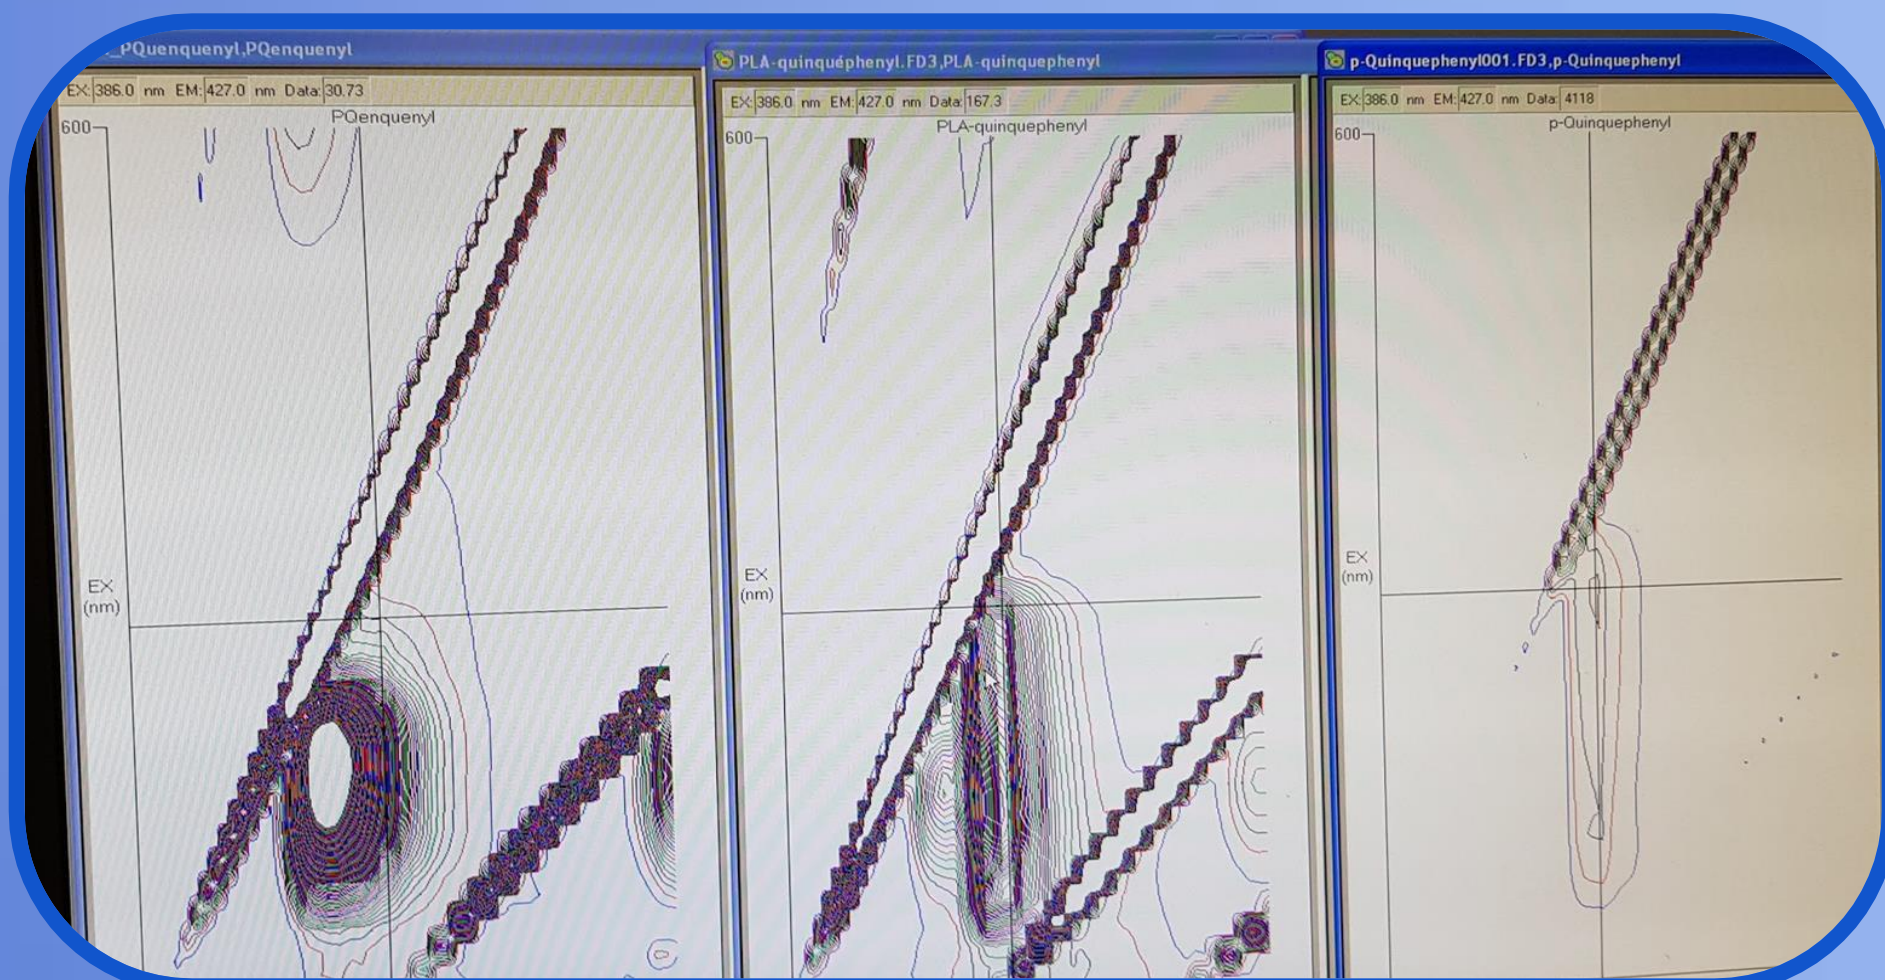 _PQuenquenyl,PQenquenyl
EX: 386.0 nm EM: 427.0 nm Data: 30.73
PQenquenyl
600
EX
(nm)
PLA-quinquéphenyl.FD3,PLA-quinquephenyl
EX: 386.0 nm EM: 427.0 nm Data: 167.3
PLA-quinquephenyl
600
EX
(nm)
p-Quinquephenyl001.FD3,p-Quinquephenyl
EX: 386.0 nm EM: 427.0 nm Data: 4118
p-Quinquephenyl
600
EX
(nm)